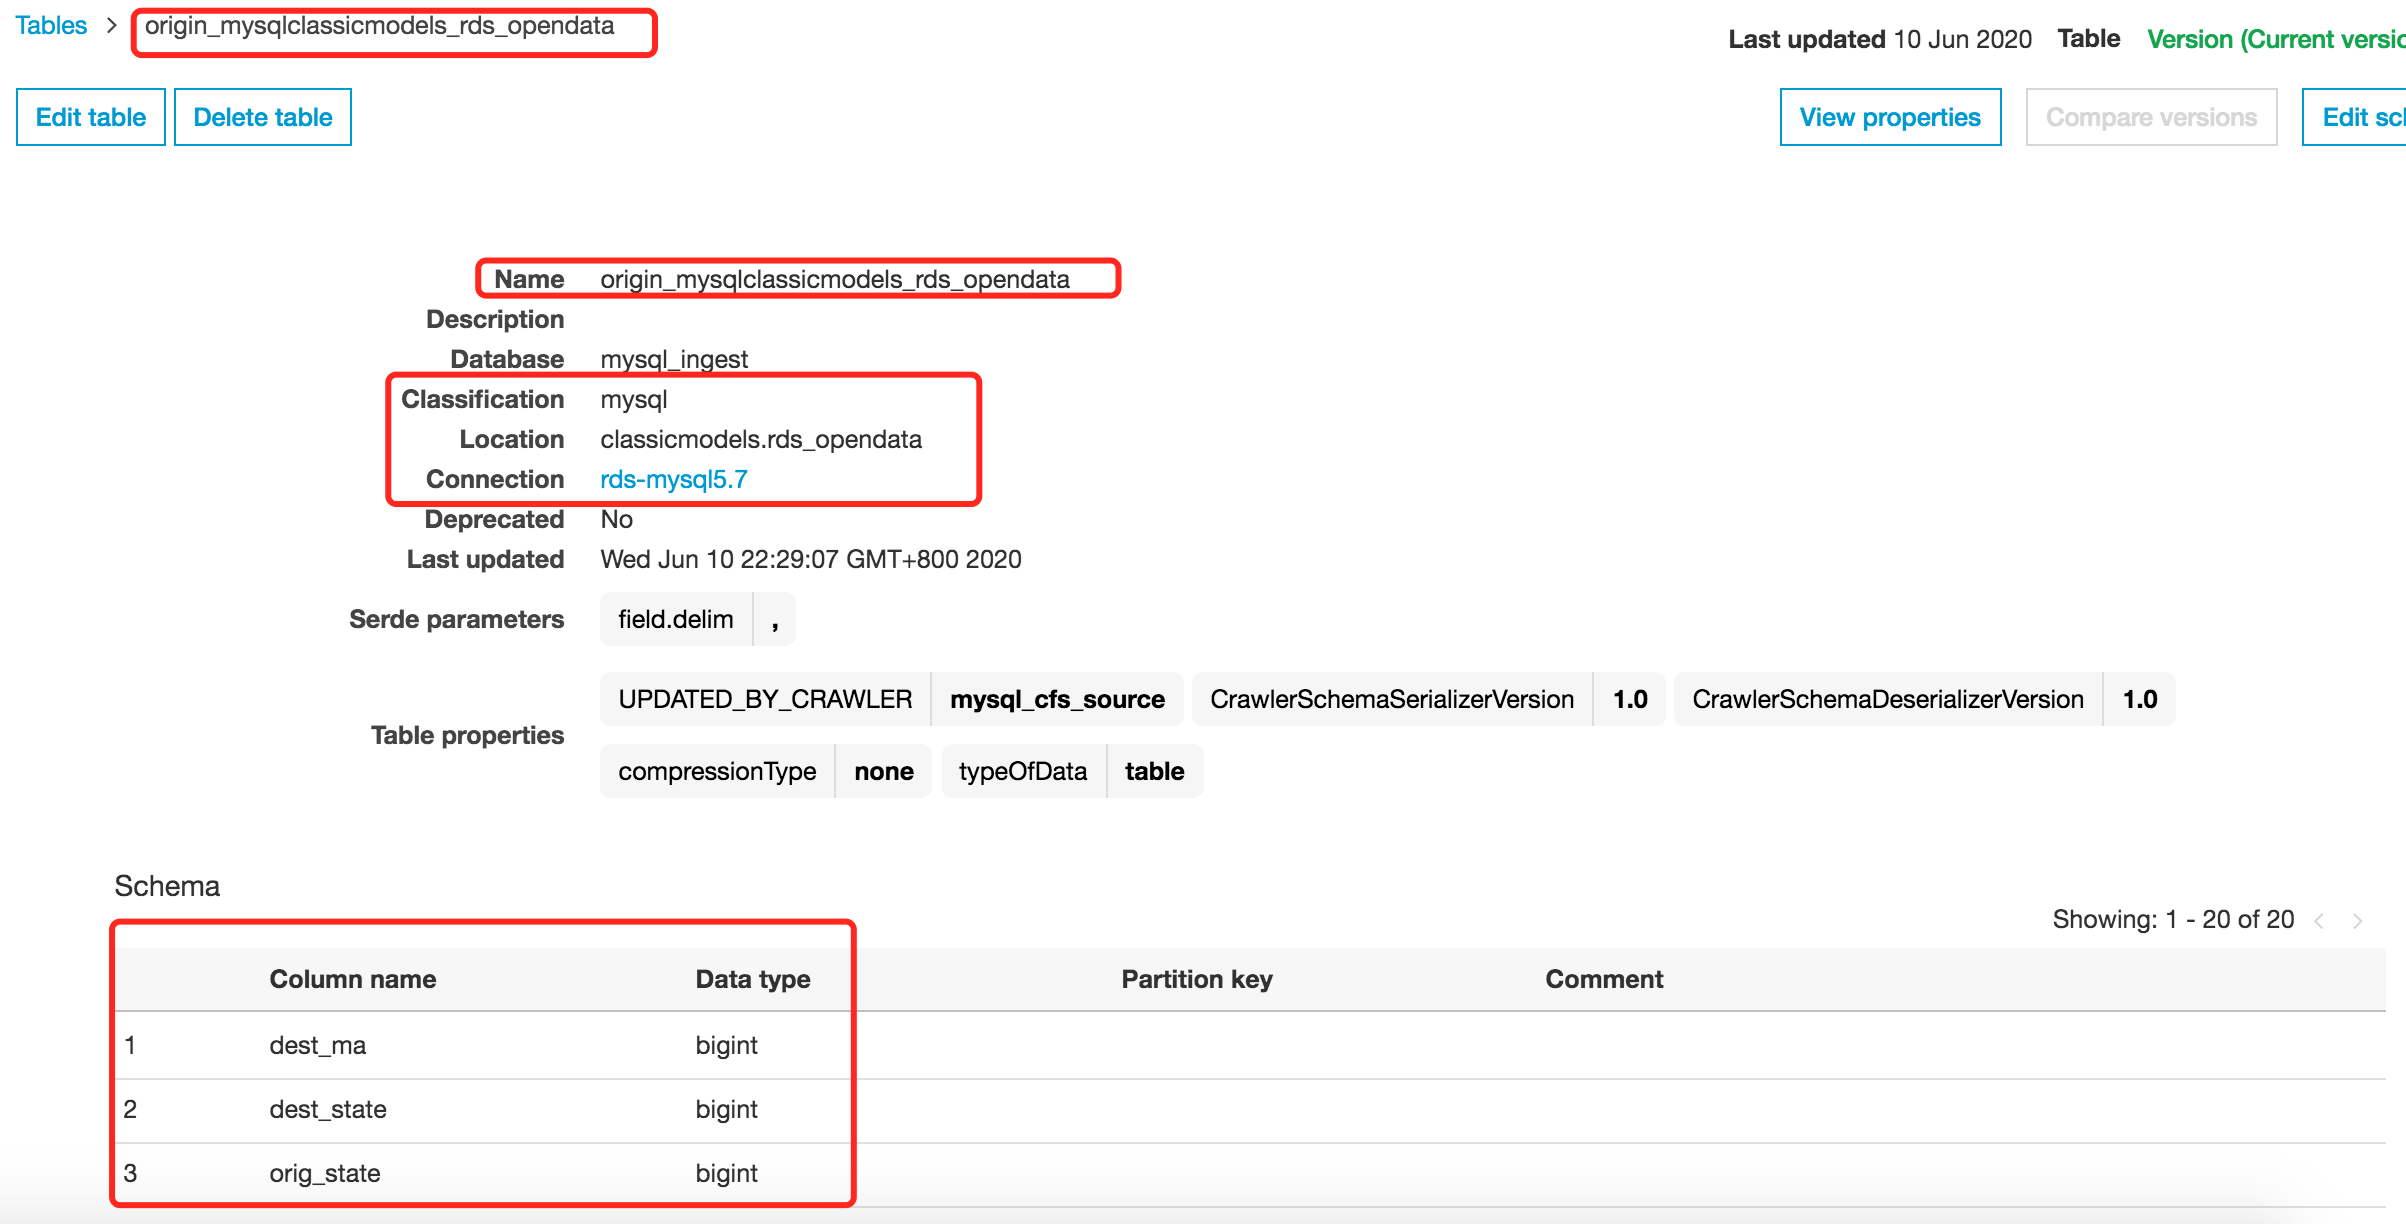 Tables > origin_mysqlclassicmodels_rds_opendata
Last updated 10 Jun 2020 Table Version (Current versio
Edit table Delete table View properties Compare versions Edit scl
Name origin_mysqlclassicmodels_rds_opendata
Description
Database mysql_ingest
Classification mysql
Location classicmodels.rds_opendata
Connection rds-mysql5.7
Deprecated No
Last updated Wed Jun 10 22:29:07 GMT+800 2020
Serde parameters field.delim ,
Table properties UPDATED_BY_CRAWLER mysql_cfs_source CrawlerSchemaSerializerVersion 1.0 CrawlerSchemaDeserializerVersion 1.0
compressionType none typeOfData table
Schema
Showing: 1 - 20 of 20 < >
Column name Data type Partition key Comment
1 dest_ma bigint
2 dest_state bigint
3 orig_state bigint